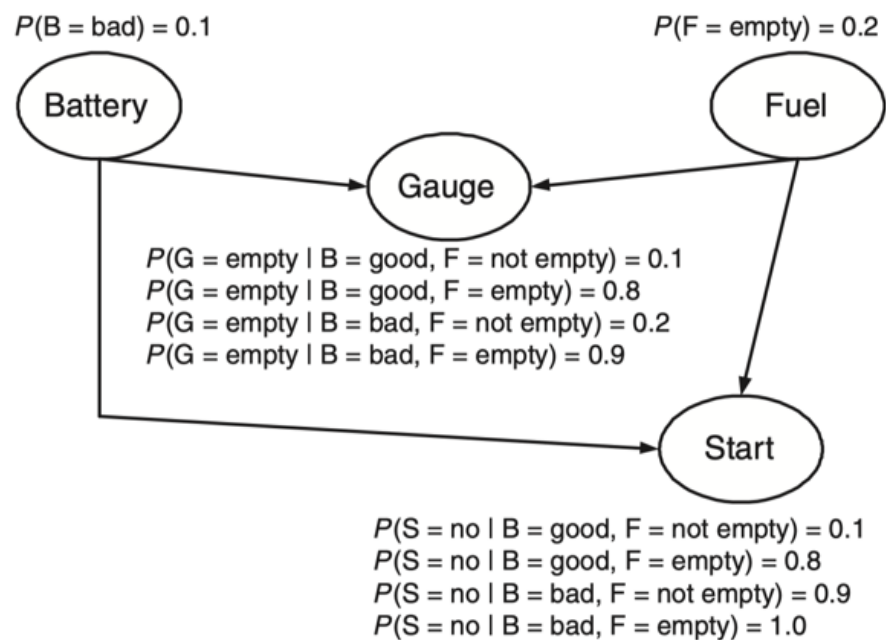 P(B = bad) = 0.1
P(F = empty) = 0.2
Battery
Fuel
Gauge
P(G = empty | B = good, F = not empty) = 0.1
P(G = empty | B = good, F = empty) = 0.8
P(G = empty | B = bad, F = not empty) = 0.2
P(G = empty | B = bad, F = empty) = 0.9
Start
P(S = no | B = good, F = not empty) = 0.1
P(S = no | B = good, F = empty) = 0.8
P(S = no | B = bad, F = not empty) = 0.9
P(S = no | B = bad, F = empty) = 1.0